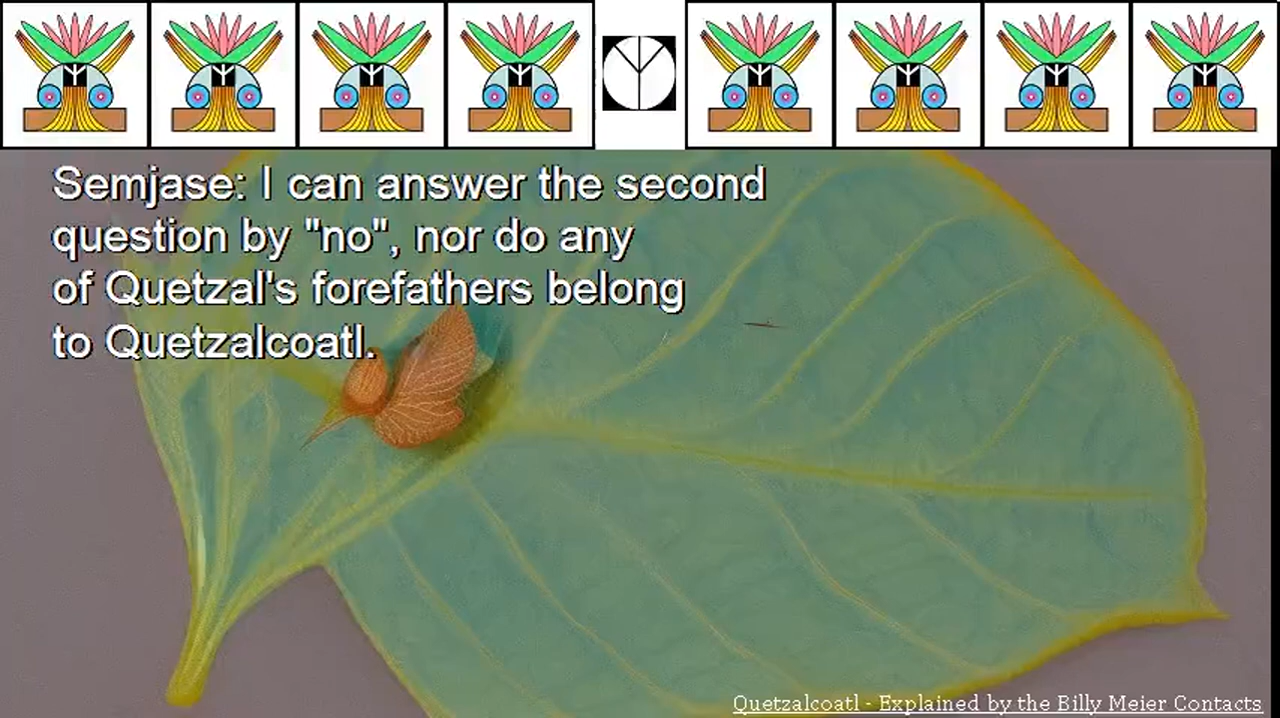 Semjase: I can answer the second
question by "no", nor do any
of Quetzal's forefathers belong
to Quetzalcoatl.
Quetzalcoatl - Explained by the Billy Meier Contacts